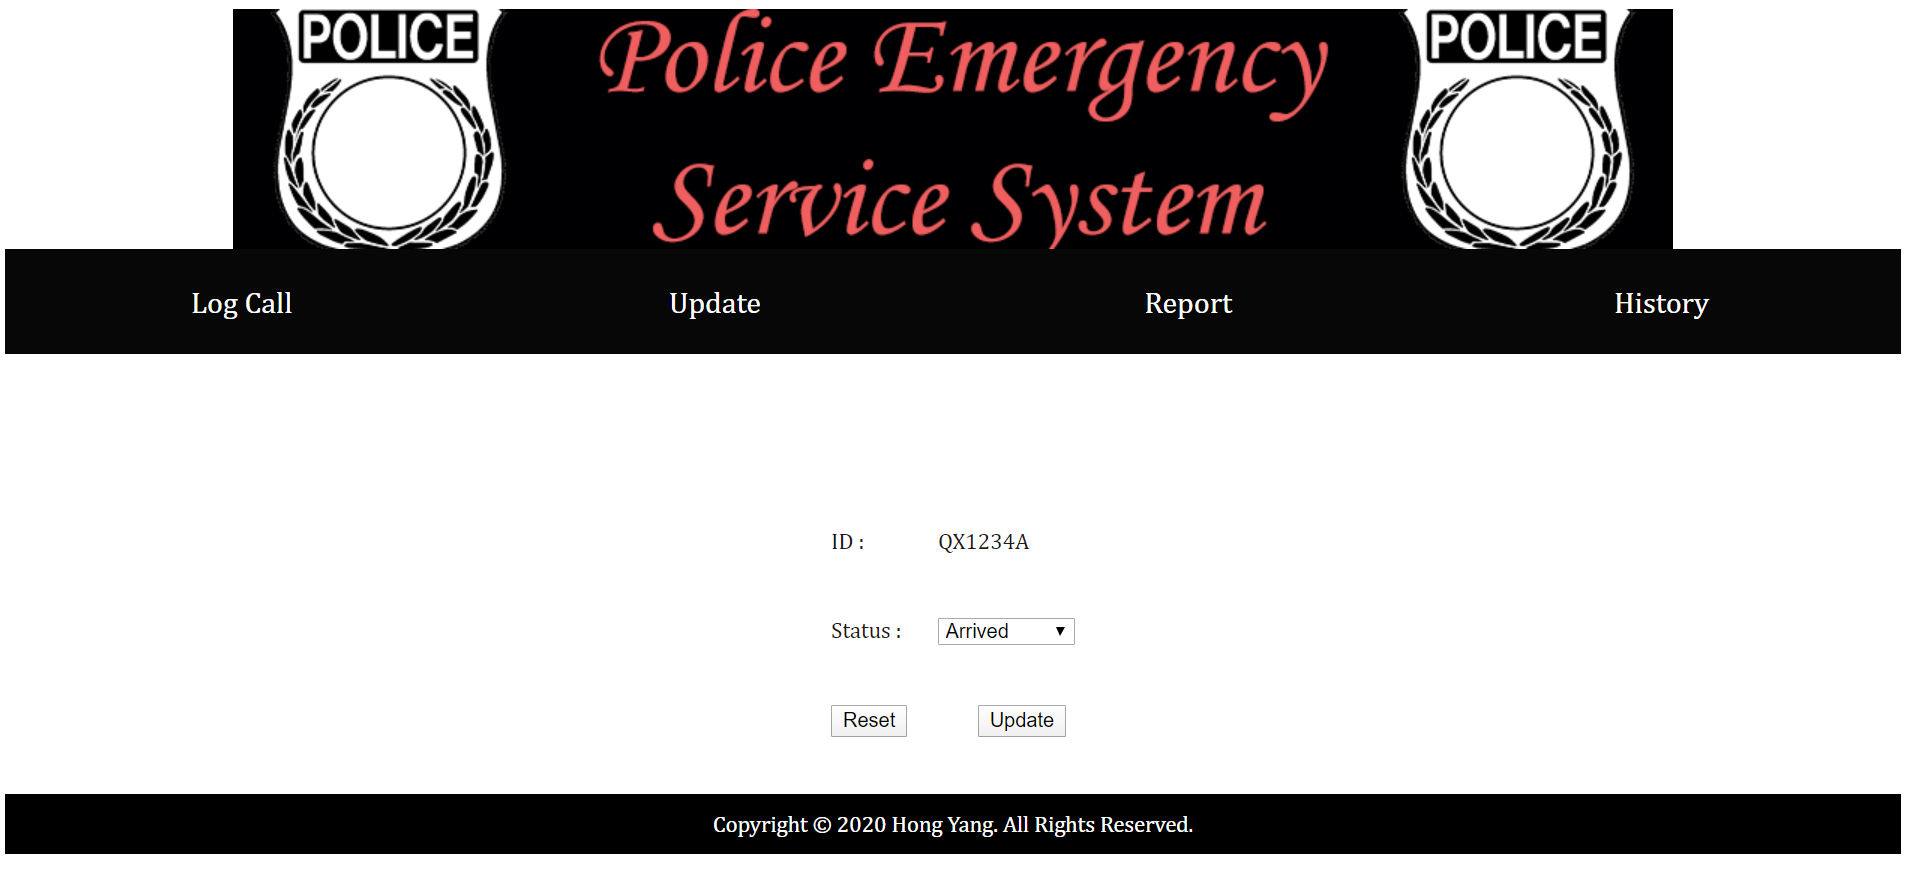 POLICE
Police Emergency
Service System
POLICE
Log Call
Update
Report
History
ID :
QX1234A
Status :
Arrived
Reset
Update
Copyright © 2020 Hong Yang. All Rights Reserved.